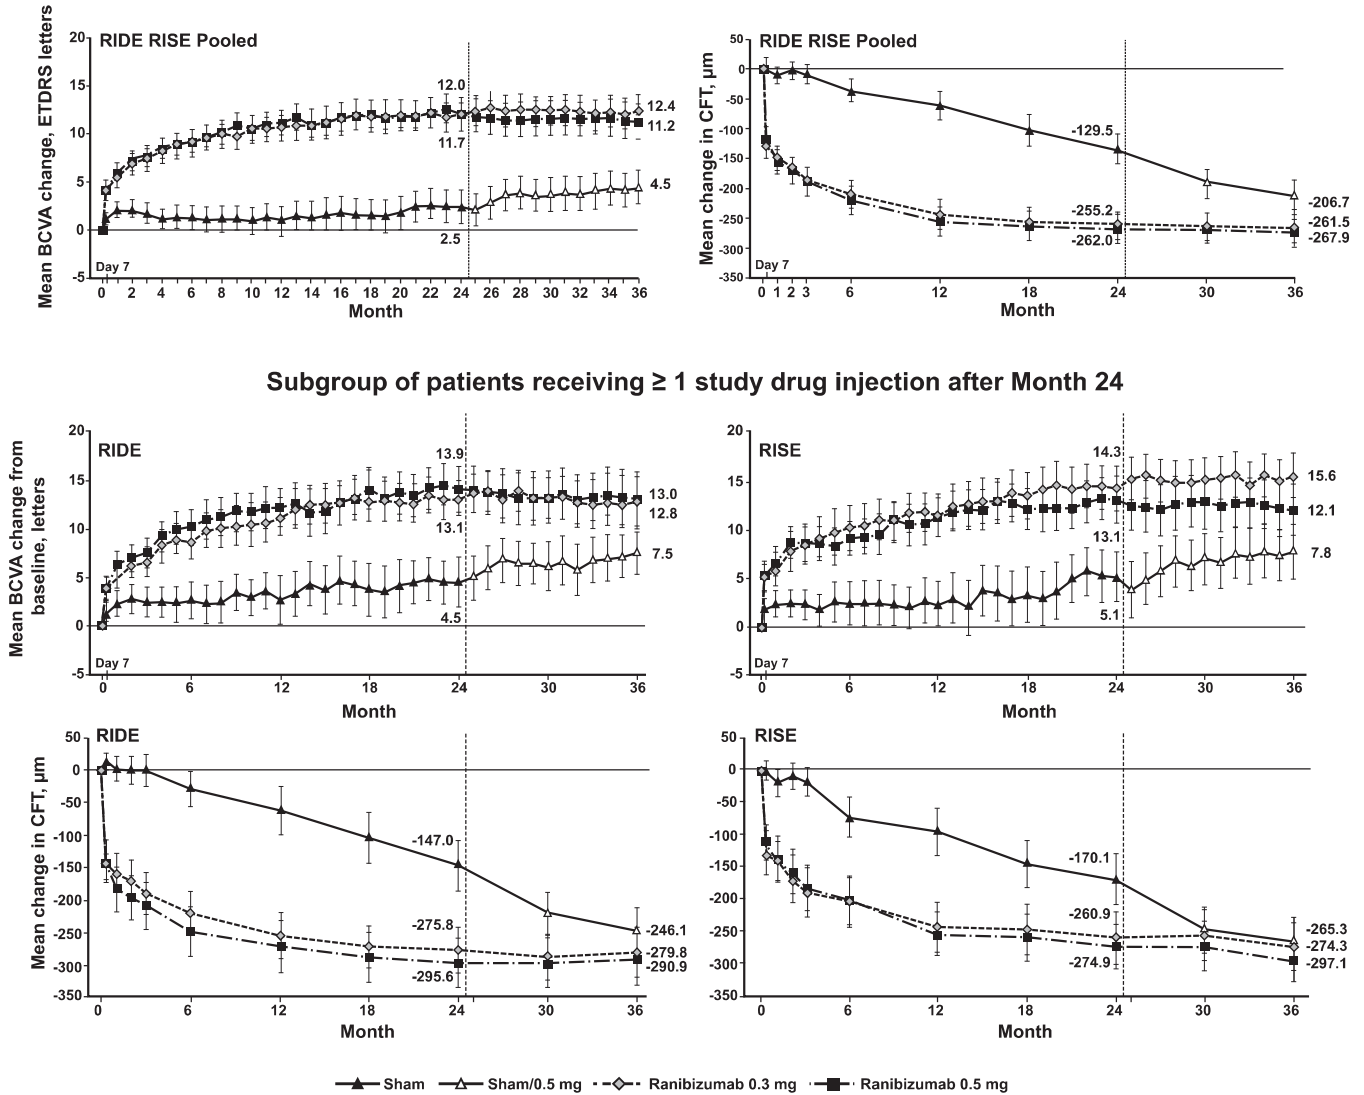 RIDE RISE Pooled
Mean BCVA change, ETDRS letters
20
15
10
5
0
-5
12.0
11.7
2.5
12.4
11.2
4.5
Day 7
0 2 4 6 8 10 12 14 16 18 20 22 24 26 28 30 32 34 36
Month
RIDE RISE Pooled
Mean change in CFT, µm
50
0
-50
-100
-150
-200
-250
-300
-350
-129.5
-255.2
-262.0
-206.7
-261.5
-267.9
Day 7
0 1 2 3 6 12 18 24 30 36
Month
Subgroup of patients receiving ≥ 1 study drug injection after Month 24
RIDE
Mean BCVA change from
baseline, letters
20
15
10
5
0
-5
13.9
13.1
4.5
13.0
12.8
7.5
Day 7
0 6 12 18 24 30 36
Month
RISE
20
15
10
5
0
-5
14.3
13.1
5.1
15.6
12.1
7.8
Day 7
0 6 12 18 24 30 36
Month
RIDE
Mean change in CFT, µm
50
0
-50
-100
-150
-200
-250
-300
-350
-147.0
-275.8
-295.6
-246.1
-279.8
-290.9
0 6 12 18 24 30 36
Month
RISE
50
0
-50
-100
-150
-200
-250
-300
-350
-170.1
-260.9
-274.9
-265.3
-274.3
-297.1
0 6 12 18 24 30 36
Month
Sham Sham/0.5 mg Ranibizumab 0.3 mg Ranibizumab 0.5 mg